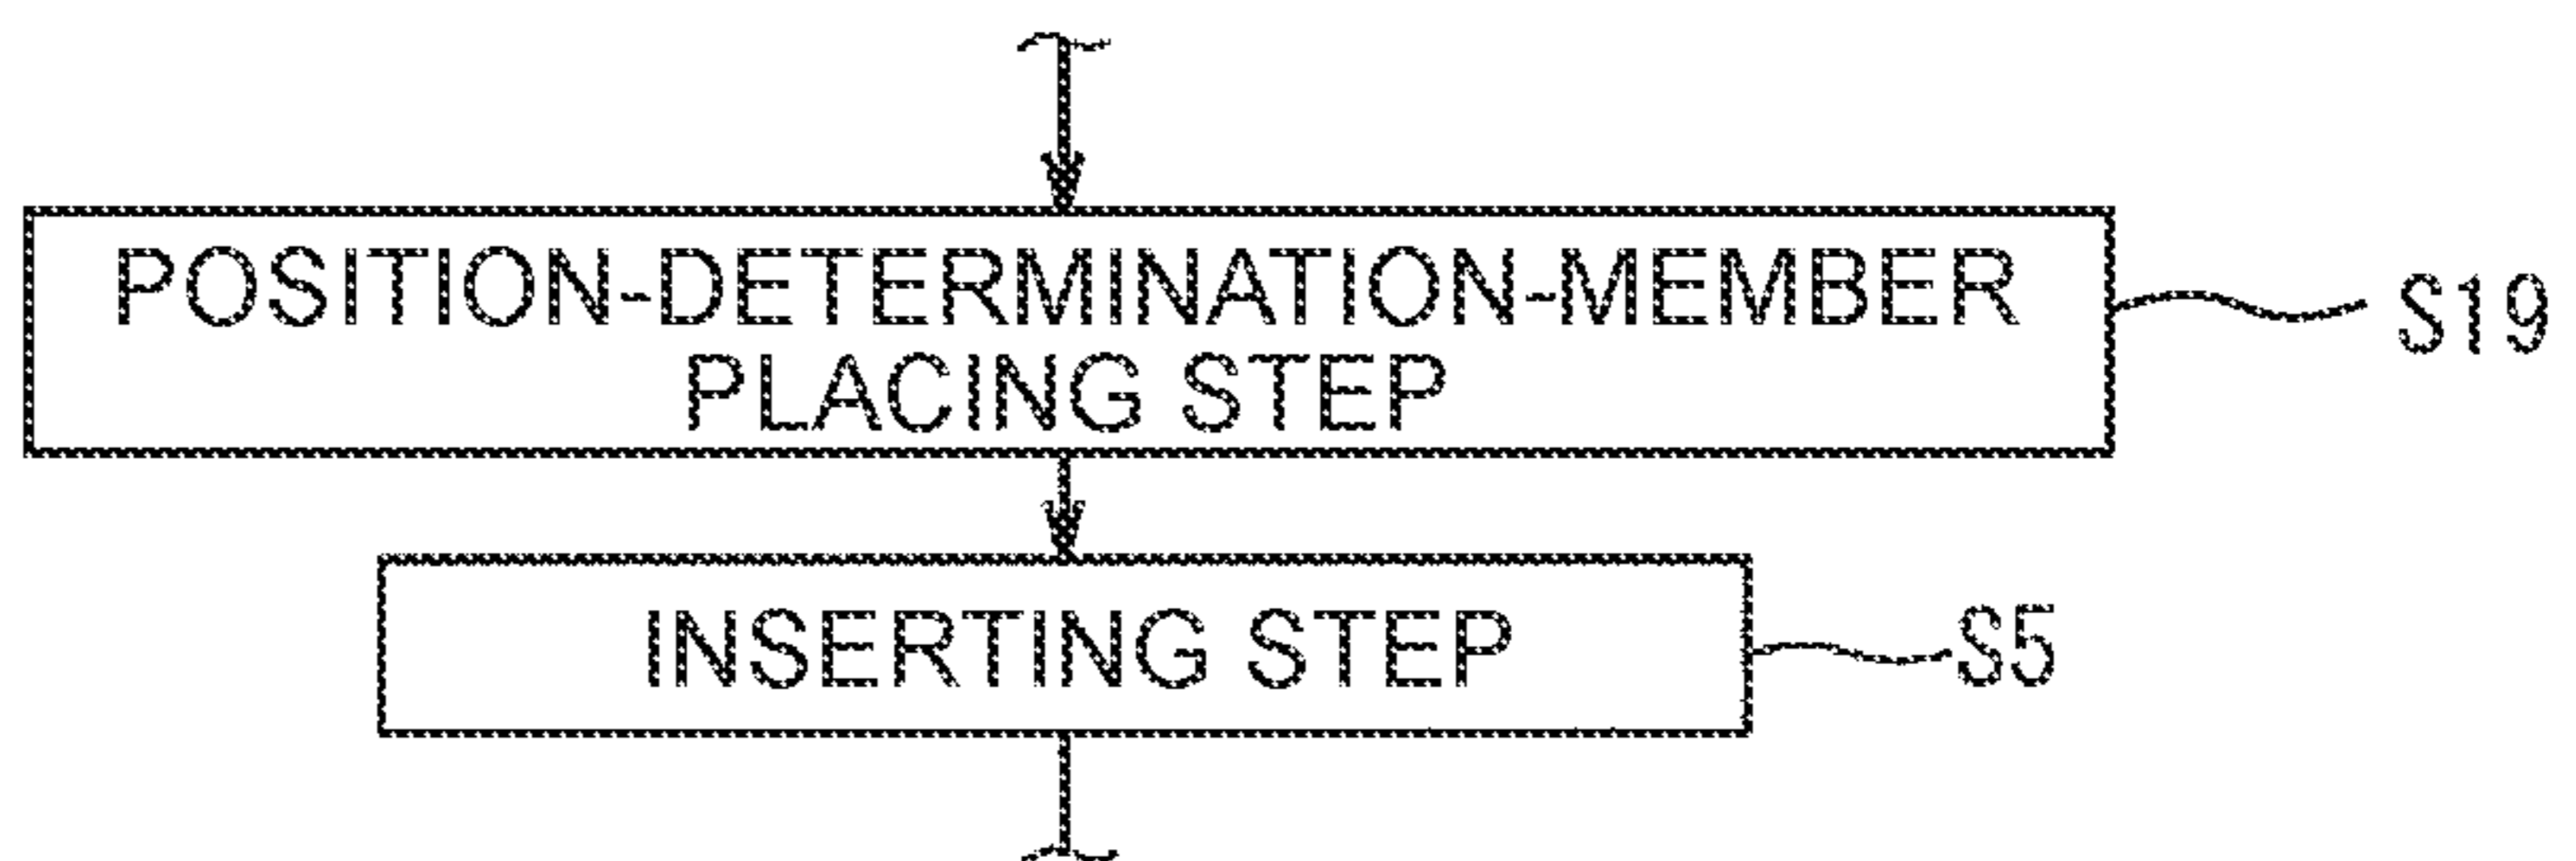 POSITION-DETERMINATION-MEMBER
PLACING STEP
S19
INSERTING STEP
S5